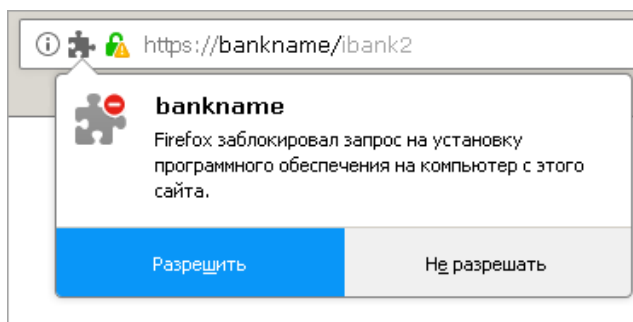 https://bankname/ibank2
bankname
Firefox заблокировал запрос на установку
программного обеспечения на компьютер с этого
сайта.
Разрешить
Не разрешать